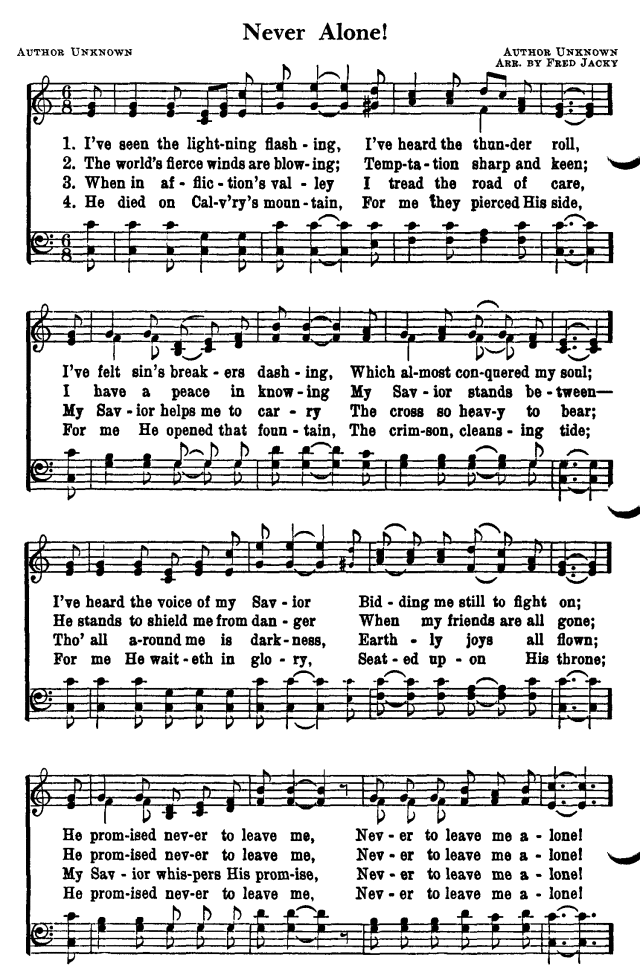 Never Alone!
AUTHOR UNKNOWN
AUTHOR UNKNOWN
ARR. BY FRED JACKY
6 8
1. I've seen the light-ning flash - ing, I've heard the thun-der roll,
2. The world's fierce winds are blow-ing; Temp-ta - tion sharp and keen;
3. When in af - flic - tion's val - ley I tread the road of care,
4. He died on Cal-v'ry's moun - tain, For me they pierced His side,
6 8
I've felt sin's break - ers dash - ing, Which al-most con-quered my soul;
I have a peace in know - ing My Sav - ior stands be - tween—
My Sav - ior helps me to car - ry The cross so heav-y to bear;
For me He opened that foun - tain, The crim-son, cleans - ing tide;
I've heard the voice of my Sav - ior Bid - ding me still to fight on;
He stands to shield me from dan - ger When my friends are all gone;
Tho' all a-round me is dark - ness, Earth - ly joys all flown;
For me He wait - eth in glo - ry, Seat - ed up - on His throne;
He prom-ised nev-er to leave me, Nev - er to leave me a - lone!
He prom-ised nev-er to leave me, Nev - er to leave me a - lone!
My Sav - ior whis-pers His prom-ise, Nev - er to leave me a - lone!
He prom-ised nev-er to leave me, Nev - er to leave me a - lone!